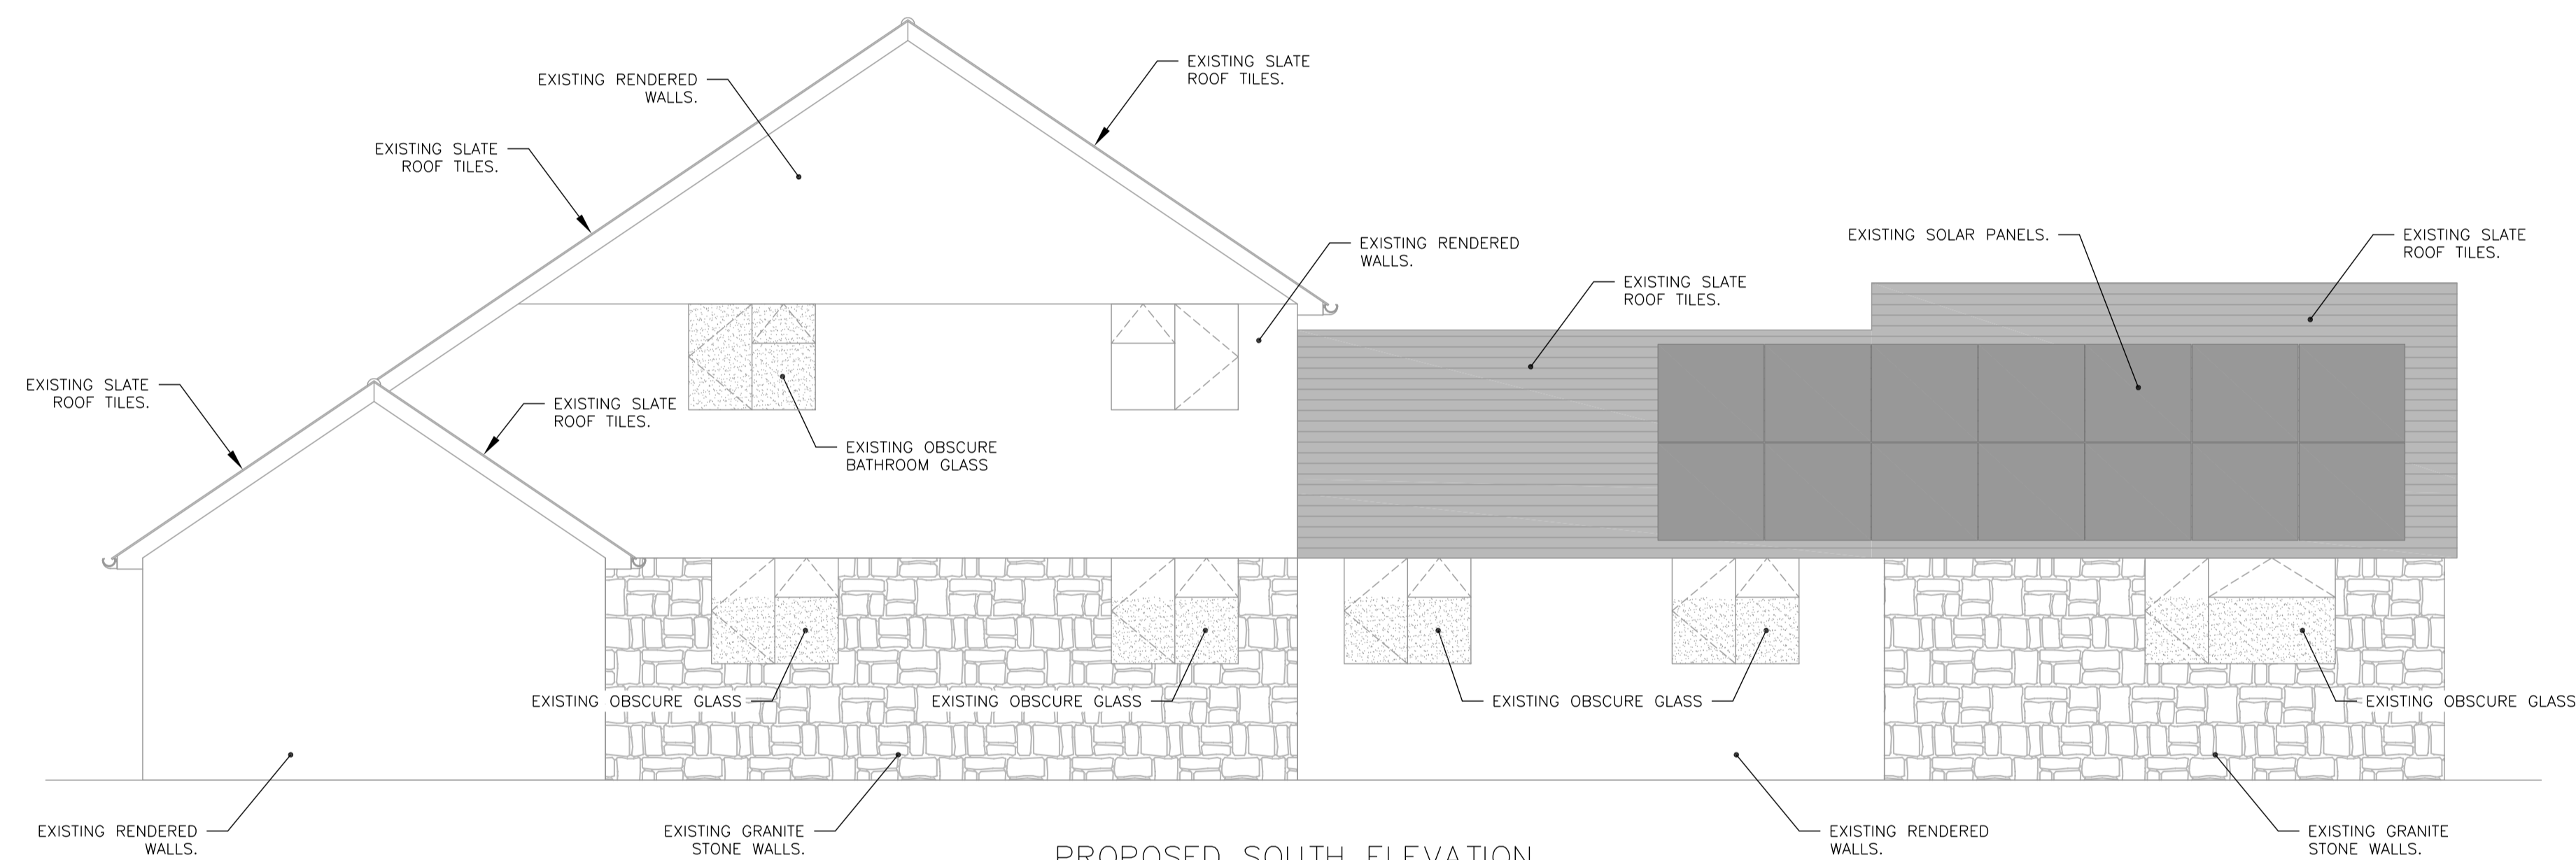 EXISTING SLATE
ROOF TILES.
EXISTING RENDERED
WALLS.
EXISTING SLATE
ROOF TILES.
EXISTING SLATE
ROOF TILES.
EXISTING SLATE
ROOF TILES.
EXISTING OBSCURE
BATHROOM GLASS
EXISTING RENDERED
WALLS.
EXISTING SLATE
ROOF TILES.
EXISTING SOLAR PANELS.
EXISTING SLATE
ROOF TILES.
EXISTING OBSCURE GLASS
EXISTING OBSCURE GLASS
EXISTING OBSCURE GLASS
EXISTING OBSCURE GLASS
EXISTING RENDERED
WALLS.
EXISTING GRANITE
STONE WALLS.
EXISTING RENDERED
WALLS.
EXISTING GRANITE
STONE WALLS.
PROPOSED SOUTH ELEVATION